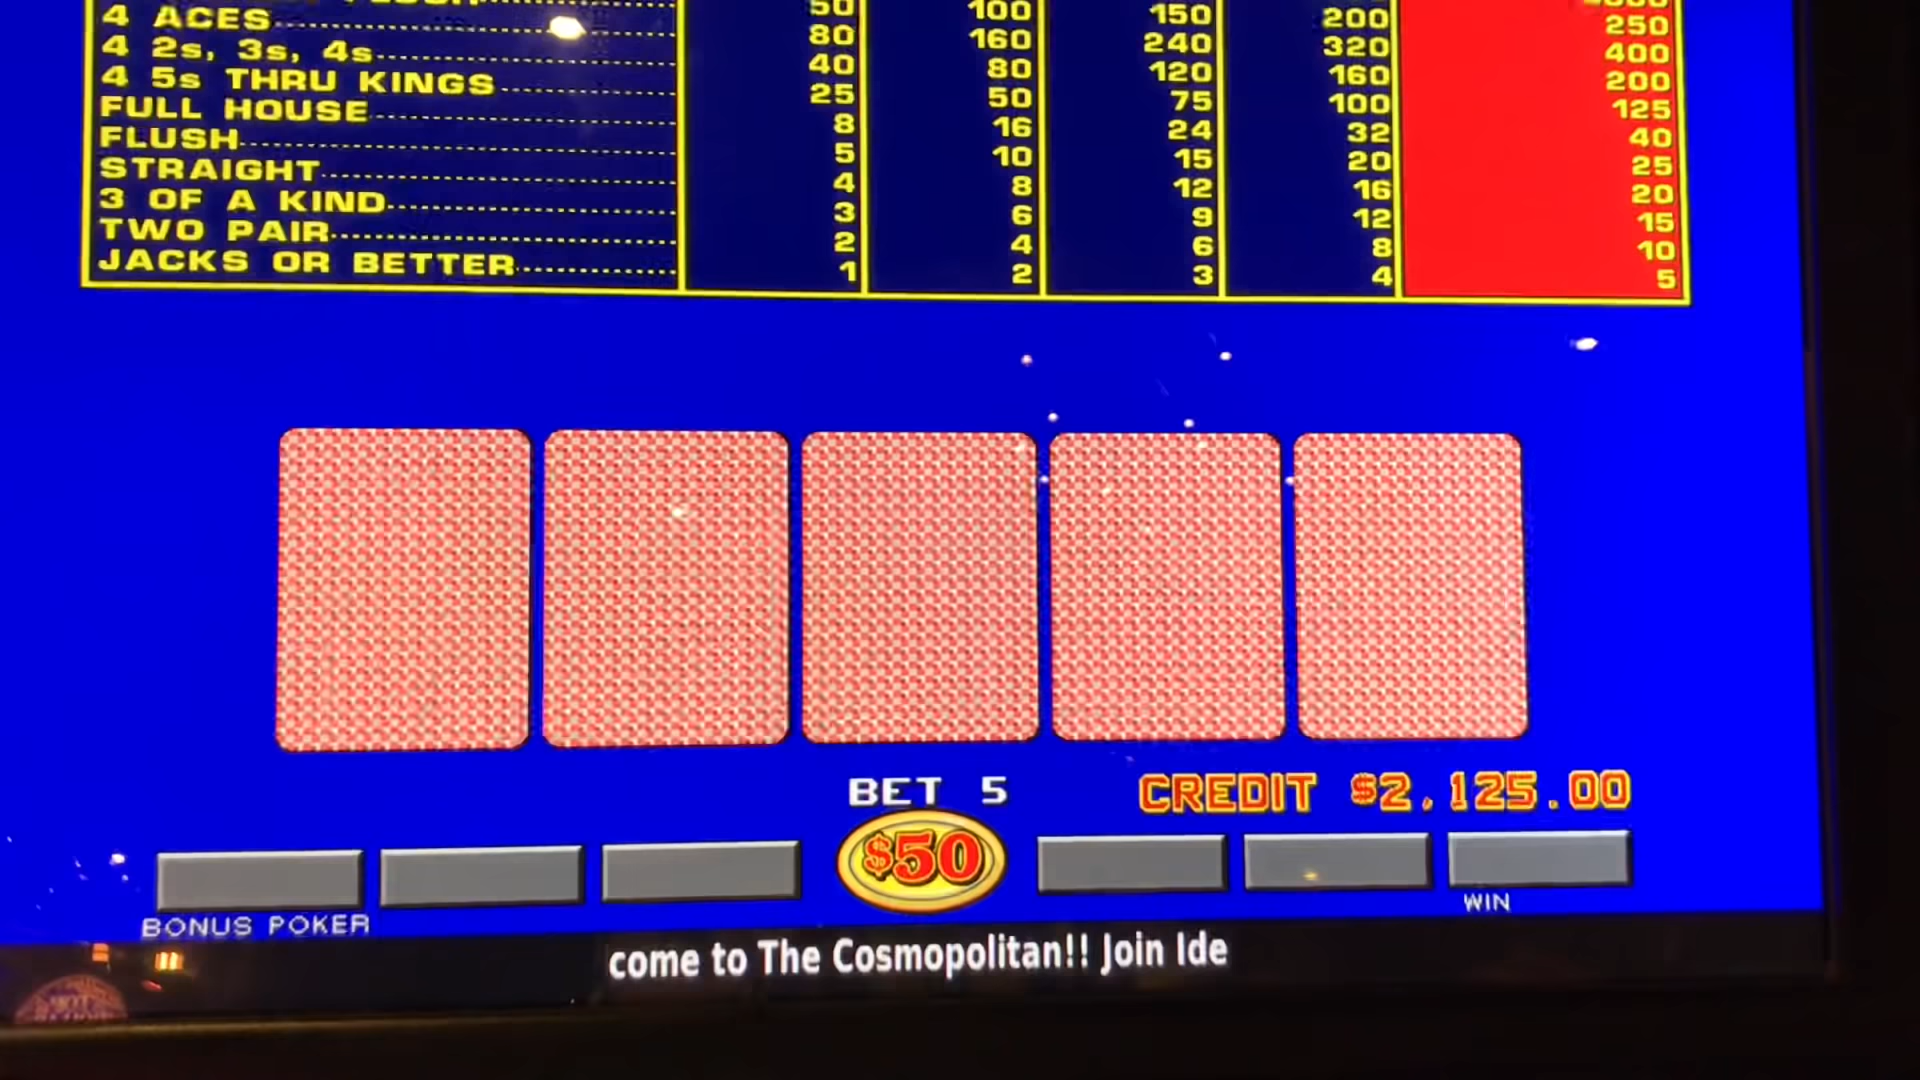 50 100 150 200 250
4 ACES 80 160 240 320 400
4 2s, 3s, 4s 40 80 120 160 200
4 5s THRU KINGS 25 50 75 100 125
FULL HOUSE 8 16 24 32 40
FLUSH 5 10 15 20 25
STRAIGHT 4 8 12 16 20
3 OF A KIND 3 6 9 12 15
TWO PAIR 2 4 6 8 10
JACKS OR BETTER 1 2 3 4 5
BET 5 CREDIT $2,125.00
$50
WIN
BONUS POKER
come to The Cosmopolitan!! Join Ide